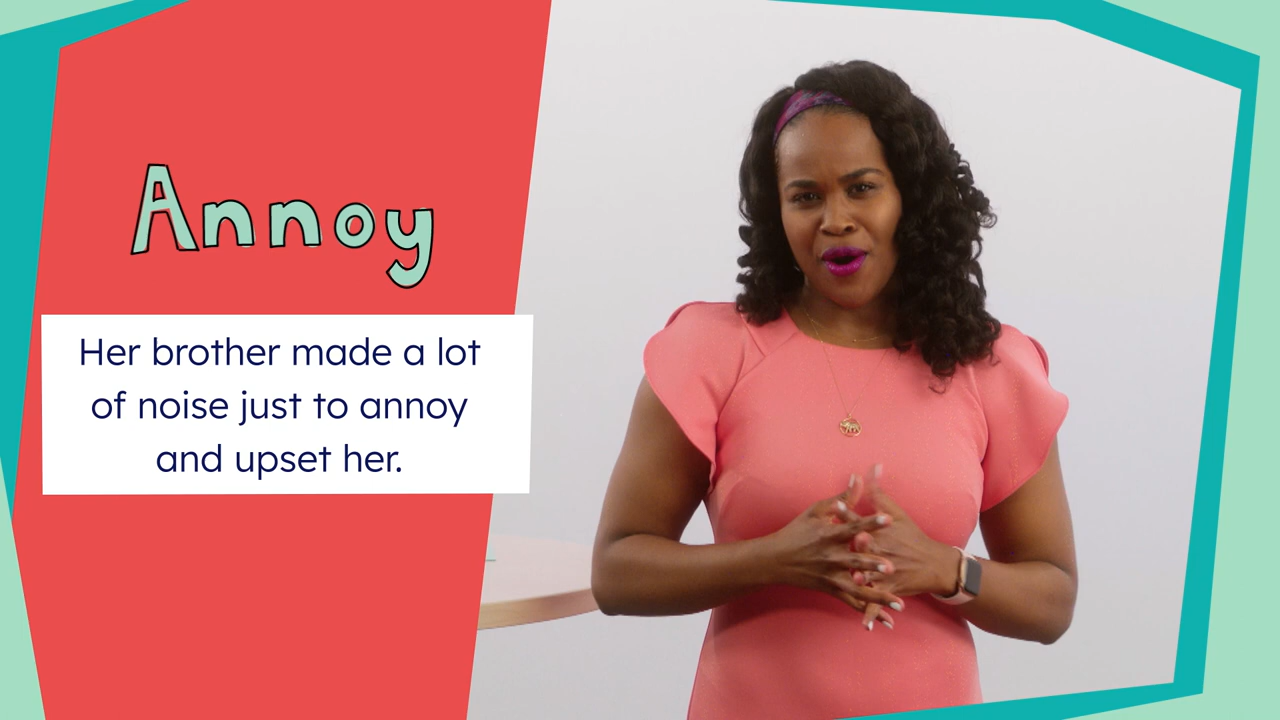 Annoy
Her brother made a lot
of noise just to annoy
and upset her.